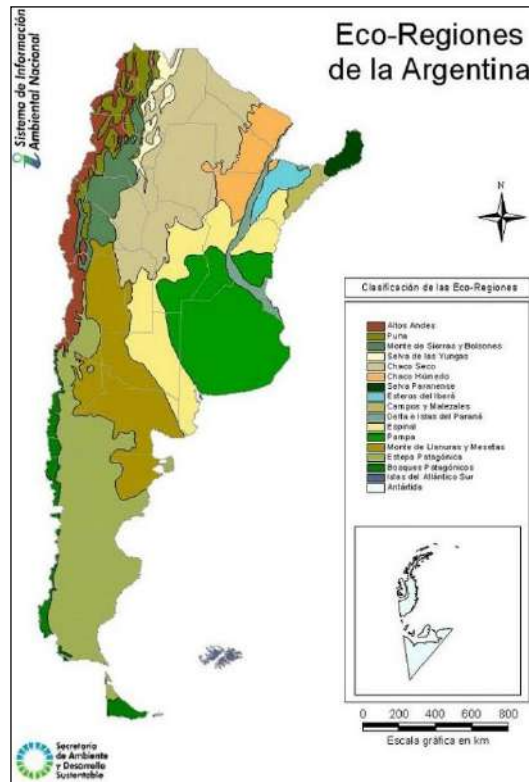 Sistema de Información
Ambiental Nacional
Eco-Regiones
de la Argentina
N
Clasificación de las Eco-Regiones
Altos Andes
Puna
Monte de Sierras y Bolsones
Selva de las Yungas
Chaco Seco
Chaco Húmedo
Selva Paranense
Esteros del Iberá
Campos y Malezales
Delta e Islas del Paraná
Espinal
Pampa
Monte de Llanuras y Mesetas
Estepa Patagónica
Bosques Patagónicos
Islas del Atlántico Sur
Antártida
0 200 400 600 800
Escala gráfica en km
Secretaría
de Ambiente
y Desarrollo
Sustentable